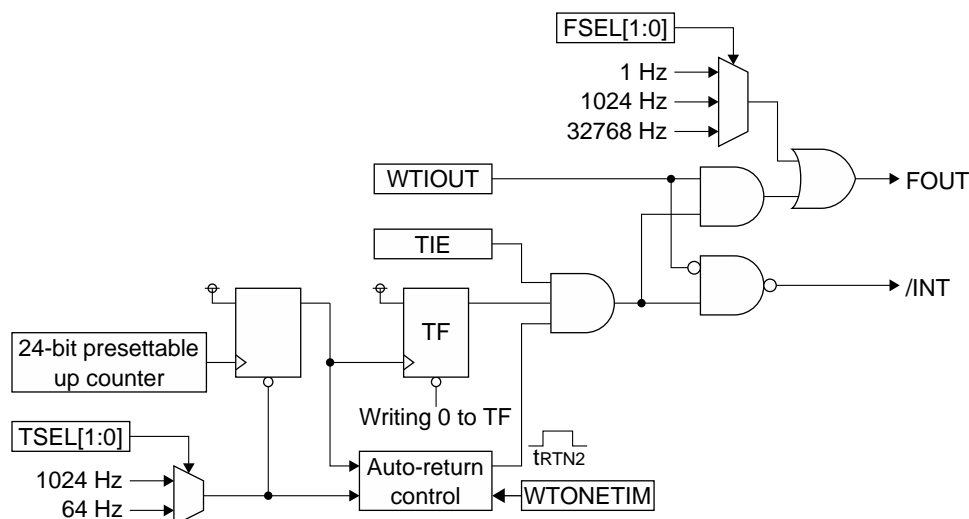 FSEL[1:0]
1 Hz
1024 Hz
32768 Hz
WTIOUT
FOUT
TIE
/INT
TF
24-bit presettable
up counter
Writing 0 to TF
TSEL[1:0]
tRTN2
1024 Hz
64 Hz
Auto-return
control
WTONETIM